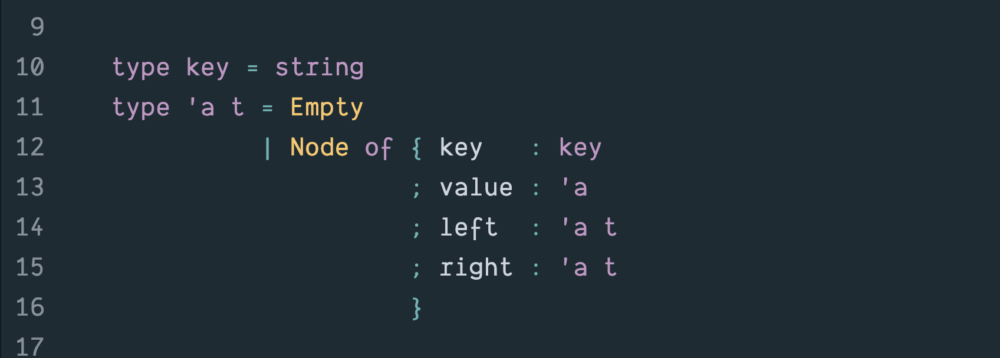 9
10 type key = string
11 type 'a t = Empty
12 | Node of { key : key
13 ; value : 'a
14 ; left : 'a t
15 ; right : 'a t
16 }
17